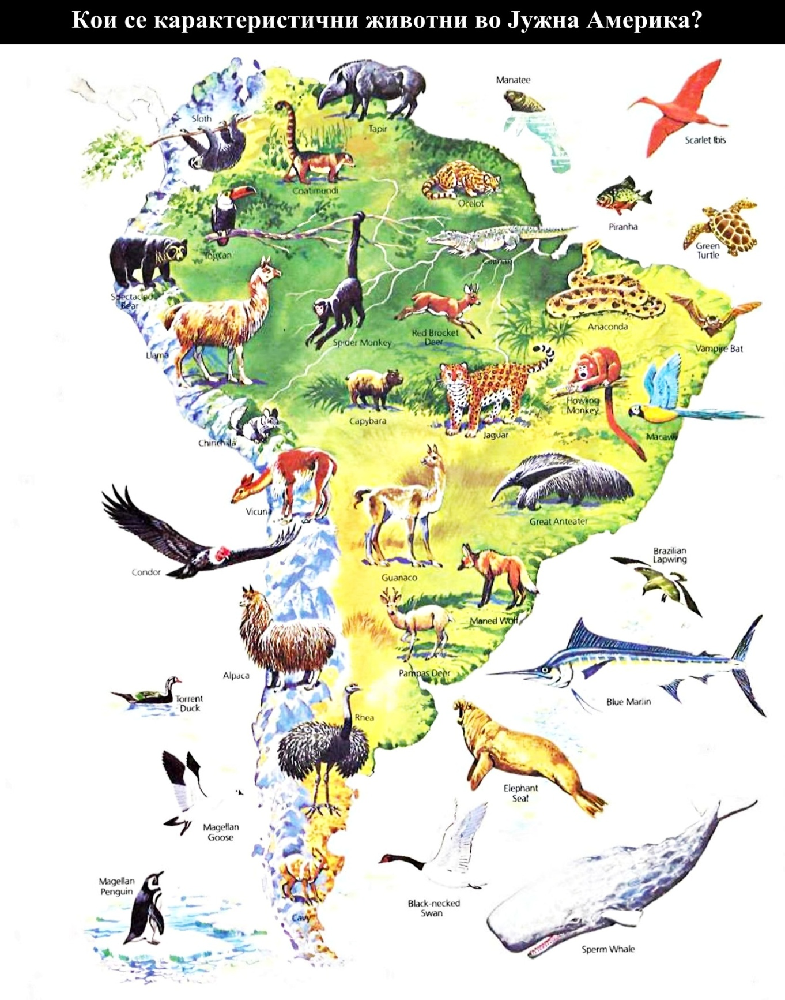 Кои се карактеристични животни во Јужна Америка?
Manatee
Sloth
Tapir
Scarlet Ibis
Coatimundi
Ocelot
Piranha
Green
Turtle
Toucan
Caiman
Spectacled
Bear
Anaconda
Red Brocket
Deer
Spider Monkey
Vampire Bat
Llama
Howling
Monkey
Capybara
Jaguar
Macaw
Chinchilla
Vicuna
Great Anteater
Brazilian
Lapwing
Condor
Guanaco
Maned Wolf
Pampas Deer
Alpaca
Torrent
Duck
Blue Marlin
Rhea
Elephant
Seal
Magellan
Goose
Magellan
Penguin
Black-necked
Swan
Cavy
Sperm Whale